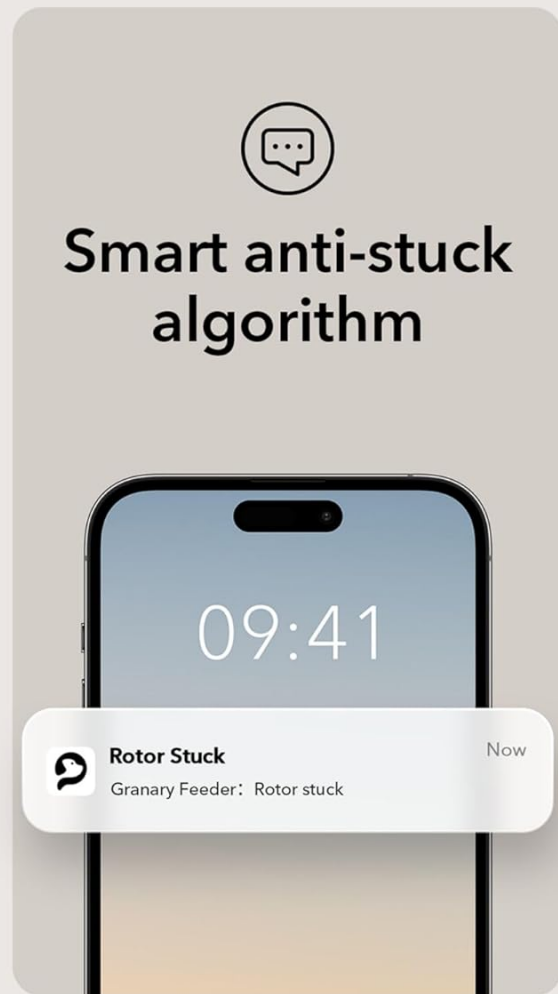 Smart anti-stuck
algorithm
09:41
Rotor Stuck
Now
Granary Feeder：Rotor stuck